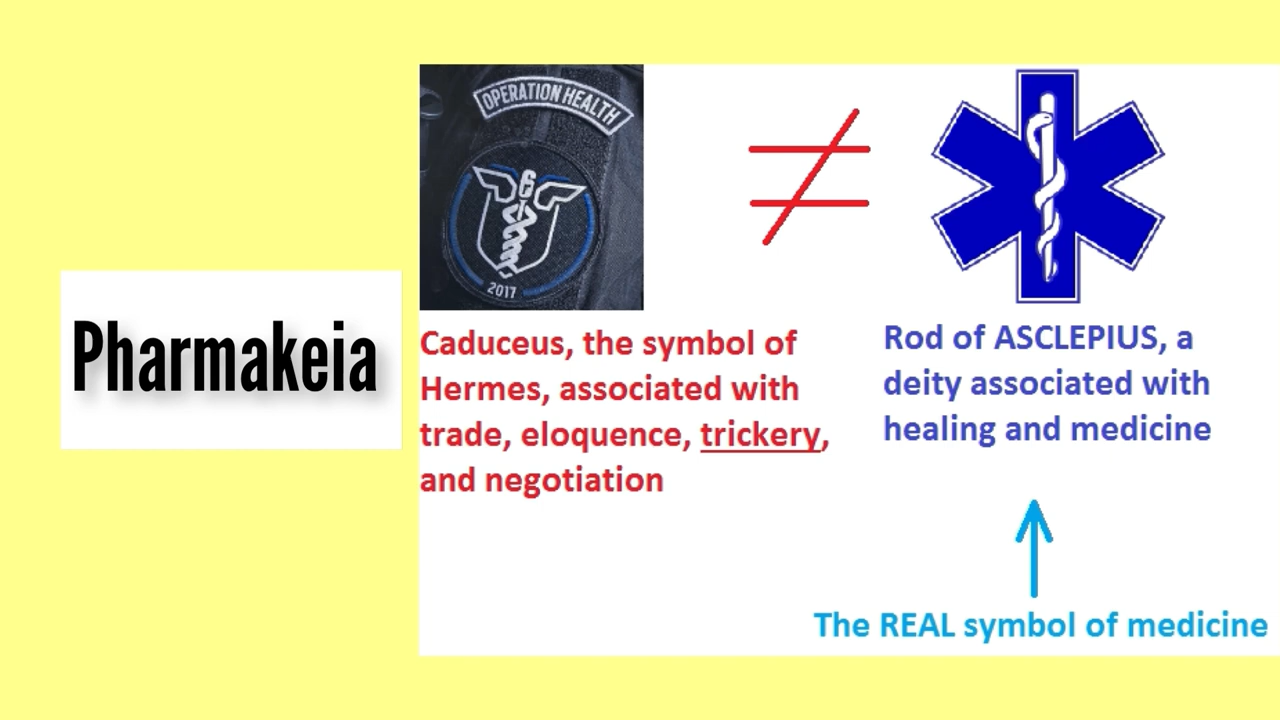 Pharmakeia
OPERATION HEALTH
6
2017
Caduceus, the symbol of
Hermes, associated with
trade, eloquence, trickery,
and negotiation
≠
Rod of ASCLEPIUS, a
deity associated with
healing and medicine
The REAL symbol of medicine